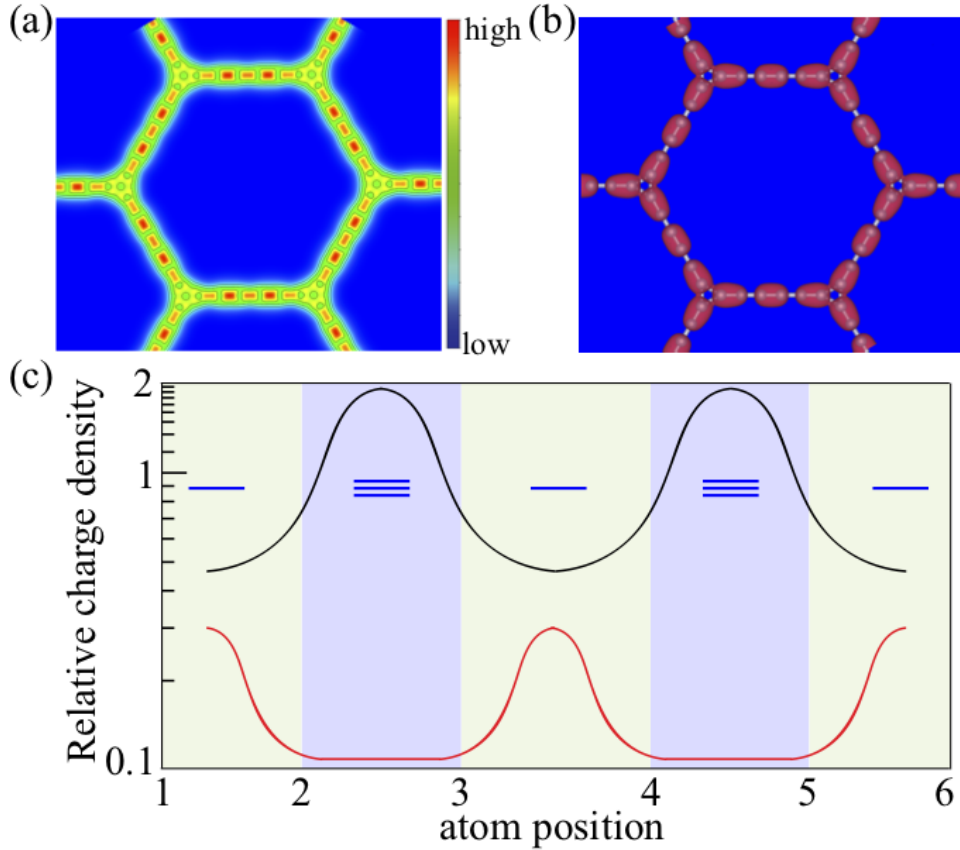 (a)
high
low
(b)
(c)
Relative charge density
2
1
0.1
1 2 3 4 5 6
atom position